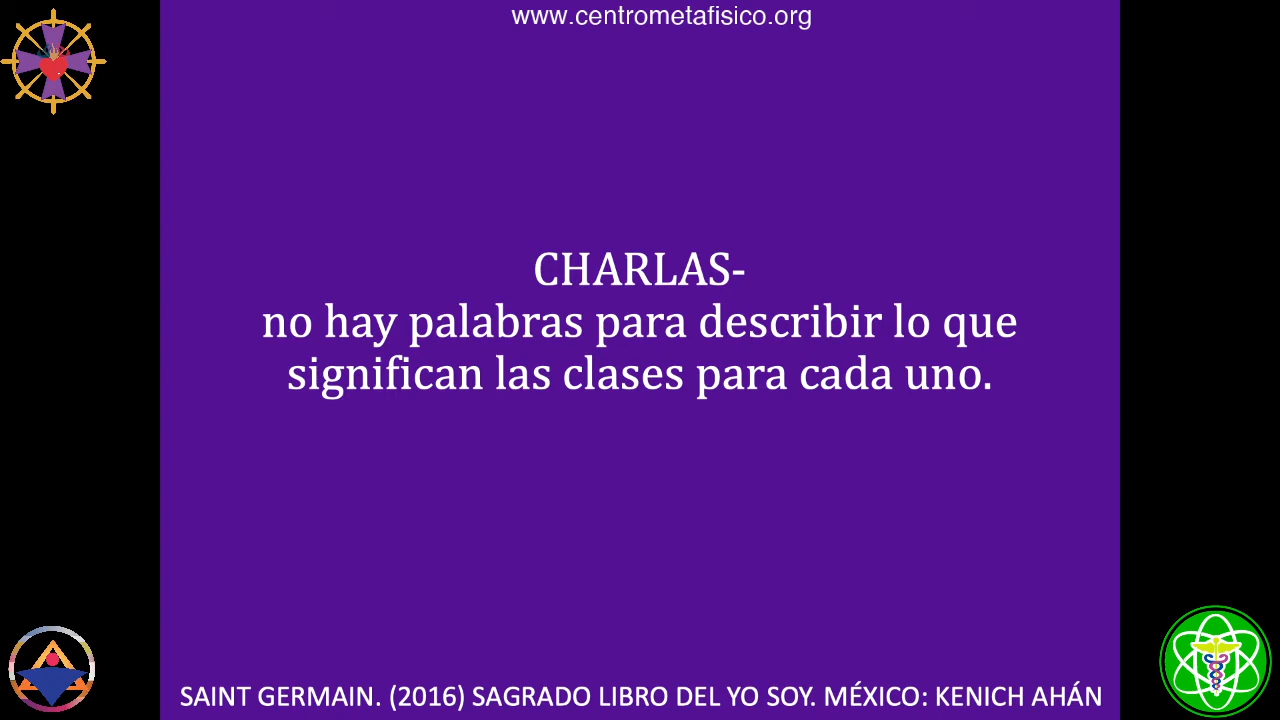 www.centrometafisico.org
CHARLAS-
no hay palabras para describir lo que
significan las clases para cada uno.
SAINT GERMAIN. (2016) SAGRADO LIBRO DEL YO SOY. MÉXICO: KENICH AHÁN